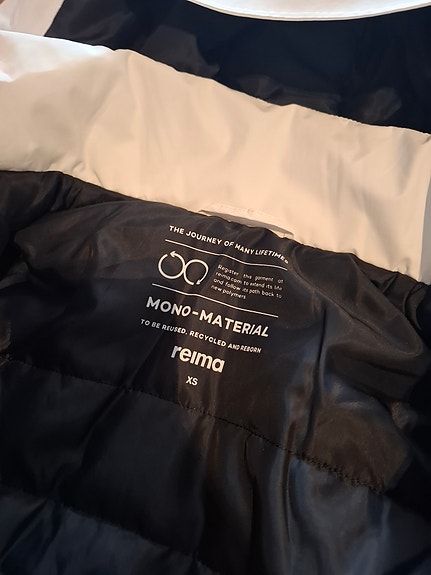 THE JOURNEY OF MANY LIFETIMES
Register this garment at
reima.com to extend its life
and follow its path back to
new polymers
MONO-MATERIAL
TO BE REUSED, RECYCLED AND REBORN
reima
XS